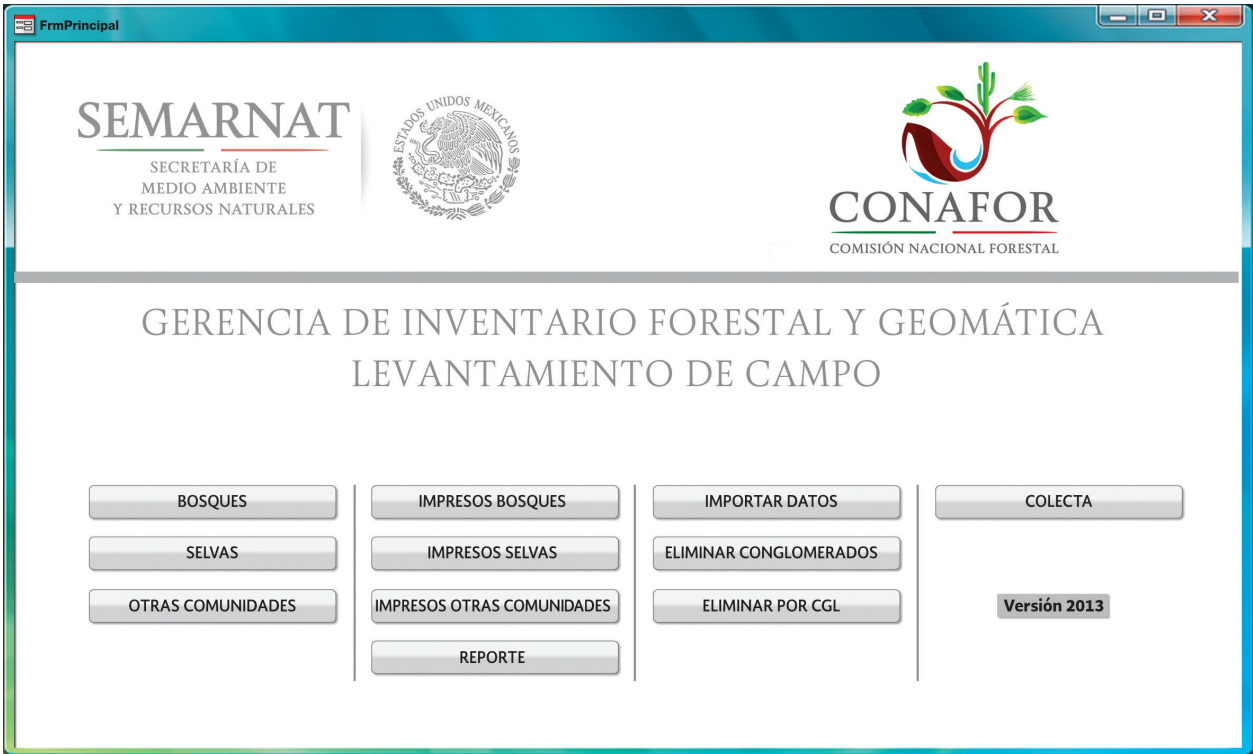 FrmPrincipal
SEMARNAT
SECRETARÍA DE
MEDIO AMBIENTE
Y RECURSOS NATURALES
ESTADOS UNIDOS MEXICANOS
CONAFOR
COMISIÓN NACIONAL FORESTAL
GERENCIA DE INVENTARIO FORESTAL Y GEOMÁTICA
LEVANTAMIENTO DE CAMPO
BOSQUES
SELVAS
OTRAS COMUNIDADES
IMPRESOS BOSQUES
IMPRESOS SELVAS
IMPRESOS OTRAS COMUNIDADES
REPORTE
IMPORTAR DATOS
ELIMINAR CONGLOMERADOS
ELIMINAR POR CGL
COLECTA
Versión 2013